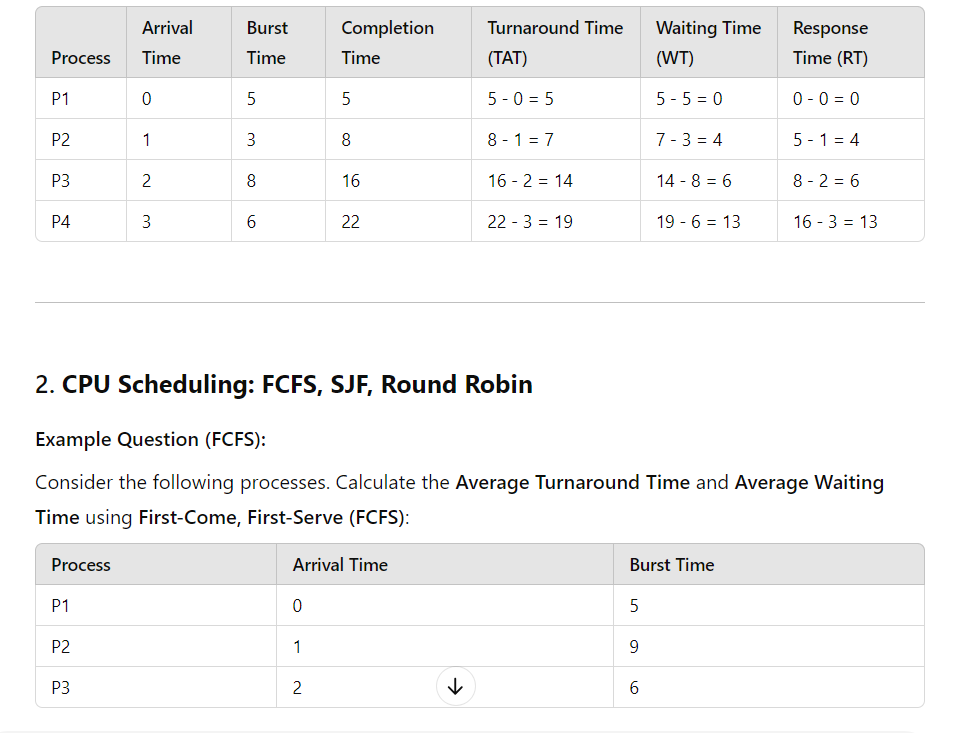 Process Arrival Time Burst Time Completion Time Turnaround Time (TAT) Waiting Time (WT) Response Time (RT)
P1 0 5 5 5 - 0 = 5 5 - 5 = 0 0 - 0 = 0
P2 1 3 8 8 - 1 = 7 7 - 3 = 4 5 - 1 = 4
P3 2 8 16 16 - 2 = 14 14 - 8 = 6 8 - 2 = 6
P4 3 6 22 22 - 3 = 19 19 - 6 = 13 16 - 3 = 13
2. CPU Scheduling: FCFS, SJF, Round Robin
Example Question (FCFS):
Consider the following processes. Calculate the Average Turnaround Time and Average Waiting
Time using First-Come, First-Serve (FCFS):
Process Arrival Time Burst Time
P1 0 5
P2 1 9
P3 2 6